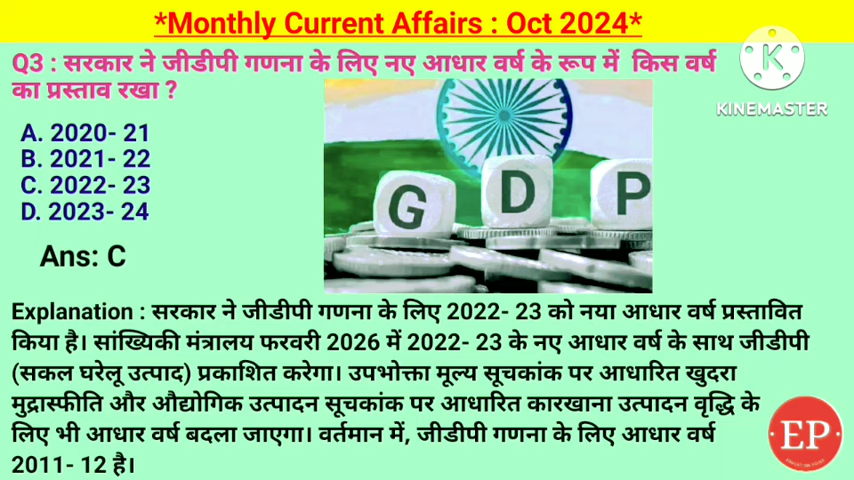 *Monthly Current Affairs : Oct 2024*
Q3 : सरकार ने जीडीपी गणना के लिए नए आधार वर्ष के रूप में किस वर्ष
का प्रस्ताव रखा ?
K
KINEMASTER
A. 2020- 21
B. 2021- 22
C. 2022- 23
D. 2023- 24
G D P
Ans: C
Explanation : सरकार ने जीडीपी गणना के लिए 2022- 23 को नया आधार वर्ष प्रस्तावित
किया है। सांख्यिकी मंत्रालय फरवरी 2026 में 2022- 23 के नए आधार वर्ष के साथ जीडीपी
(सकल घरेलू उत्पाद) प्रकाशित करेगा। उपभोक्ता मूल्य सूचकांक पर आधारित खुदरा
मुद्रास्फीति और औद्योगिक उत्पादन सूचकांक पर आधारित कारखाना उत्पादन वृद्धि के
लिए भी आधार वर्ष बदला जाएगा। वर्तमान में, जीडीपी गणना के लिए आधार वर्ष
2011- 12 है।
EP